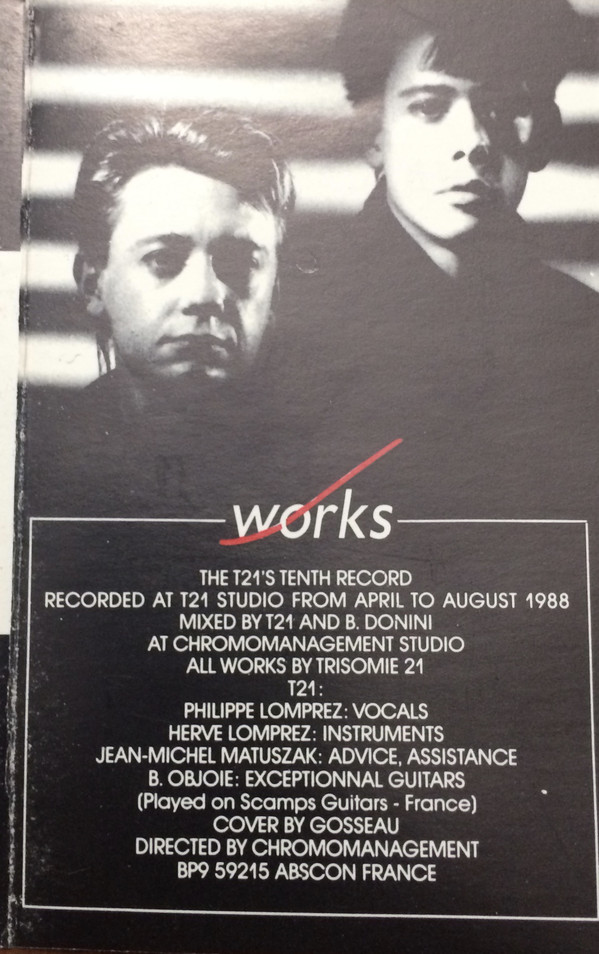 works
THE T21'S TENTH RECORD
RECORDED AT T21 STUDIO FROM APRIL TO AUGUST 1988
MIXED BY T21 AND B. DONINI
AT CHROMOMANAGEMENT STUDIO
ALL WORKS BY TRISOMIE 21
T21:
PHILIPPE LOMPREZ: VOCALS
HERVE LOMPREZ: INSTRUMENTS
JEAN-MICHEL MATUSZAK: ADVICE, ASSISTANCE
B. OBJOIE: EXCEPTIONNAL GUITARS
(Played on Scamps Guitars - France)
COVER BY GOSSEAU
DIRECTED BY CHROMOMANAGEMENT
BP9 59215 ABSCON FRANCE